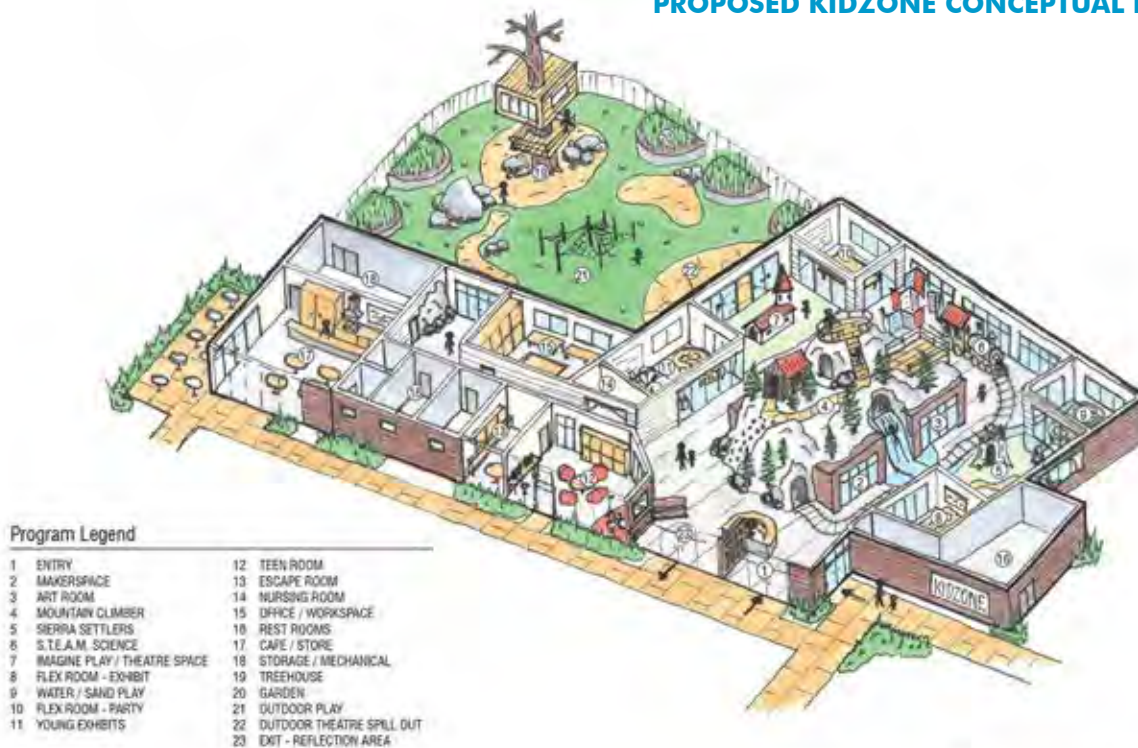 PROPOSED KIDZONE CONCEPTUAL
KIDZONE
Program Legend
1 ENTRY
2 MAKERSPACE
3 ART ROOM
4 MOUNTAIN CLIMBER
5 SIERRA SETTLERS
6 S.T.E.A.M. SCIENCE
7 IMAGINE PLAY / THEATRE SPACE
8 FLEX ROOM - EXHIBIT
9 WATER / SAND PLAY
10 FLEX ROOM - PARTY
11 YOUNG EXHIBITS
12 TEEN ROOM
13 ESCAPE ROOM
14 NURSING ROOM
15 OFFICE / WORKSPACE
16 REST ROOMS
17 CAFE / STORE
18 STORAGE / MECHANICAL
19 TREEHOUSE
20 GARDEN
21 OUTDOOR PLAY
22 OUTDOOR THEATRE SPILL OUT
23 EXIT - REFLECTION AREA